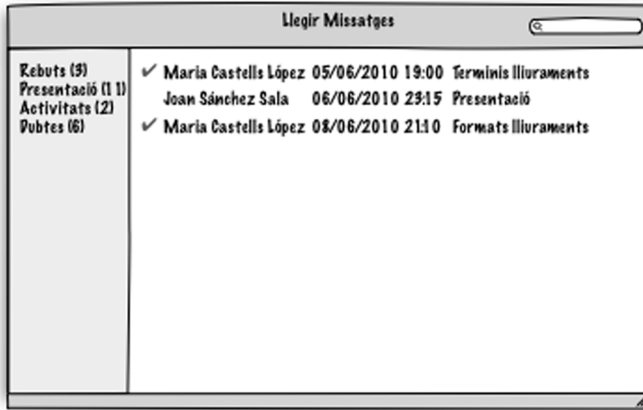 Llegir Missatges
Rebuts (3)
Presentació (11)
Activitats (2)
Dubtes (6)
✓ Maria Castells López 05/06/2010 19:00 Terminis lliuraments
Joan Sánchez Sala 06/06/2010 23:15 Presentació
✓ Maria Castells López 08/06/2010 21:10 Formats lliuraments